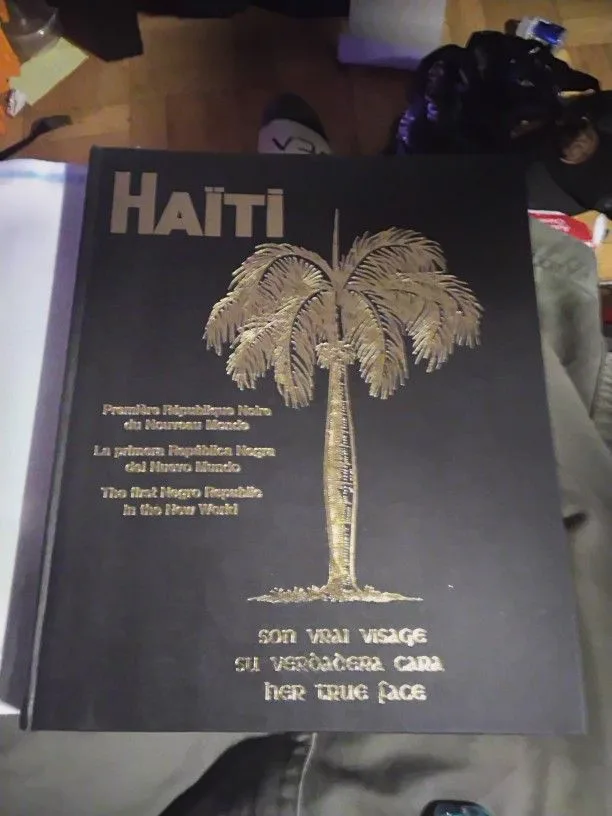 HAÏTI
Première République Noire
du Nouveau Monde
La primera República Negra
del Nuevo Mundo
The first Negro Republic
in the New World
son vrai visage
su verdadera cara
her true face